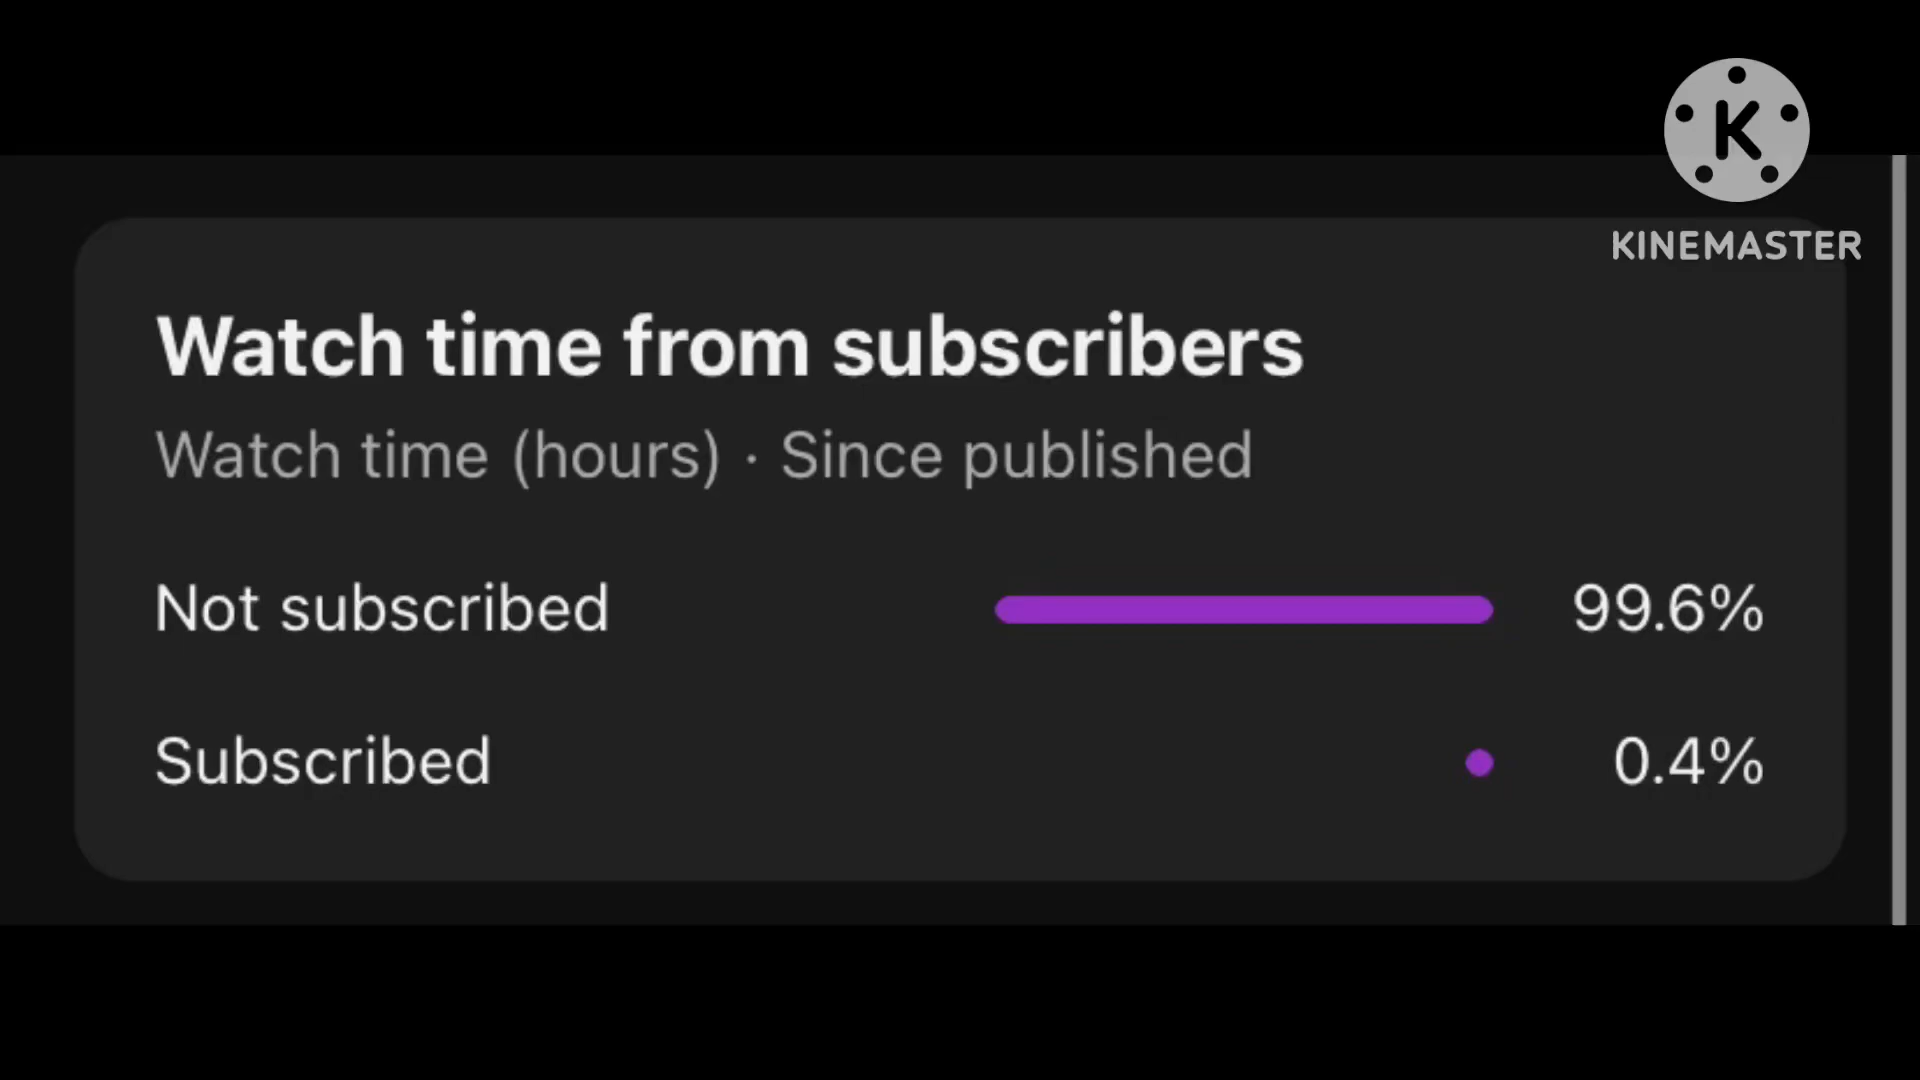 K
KINEMASTER
Watch time from subscribers
Watch time (hours) · Since published
Not subscribed 99.6%
Subscribed 0.4%